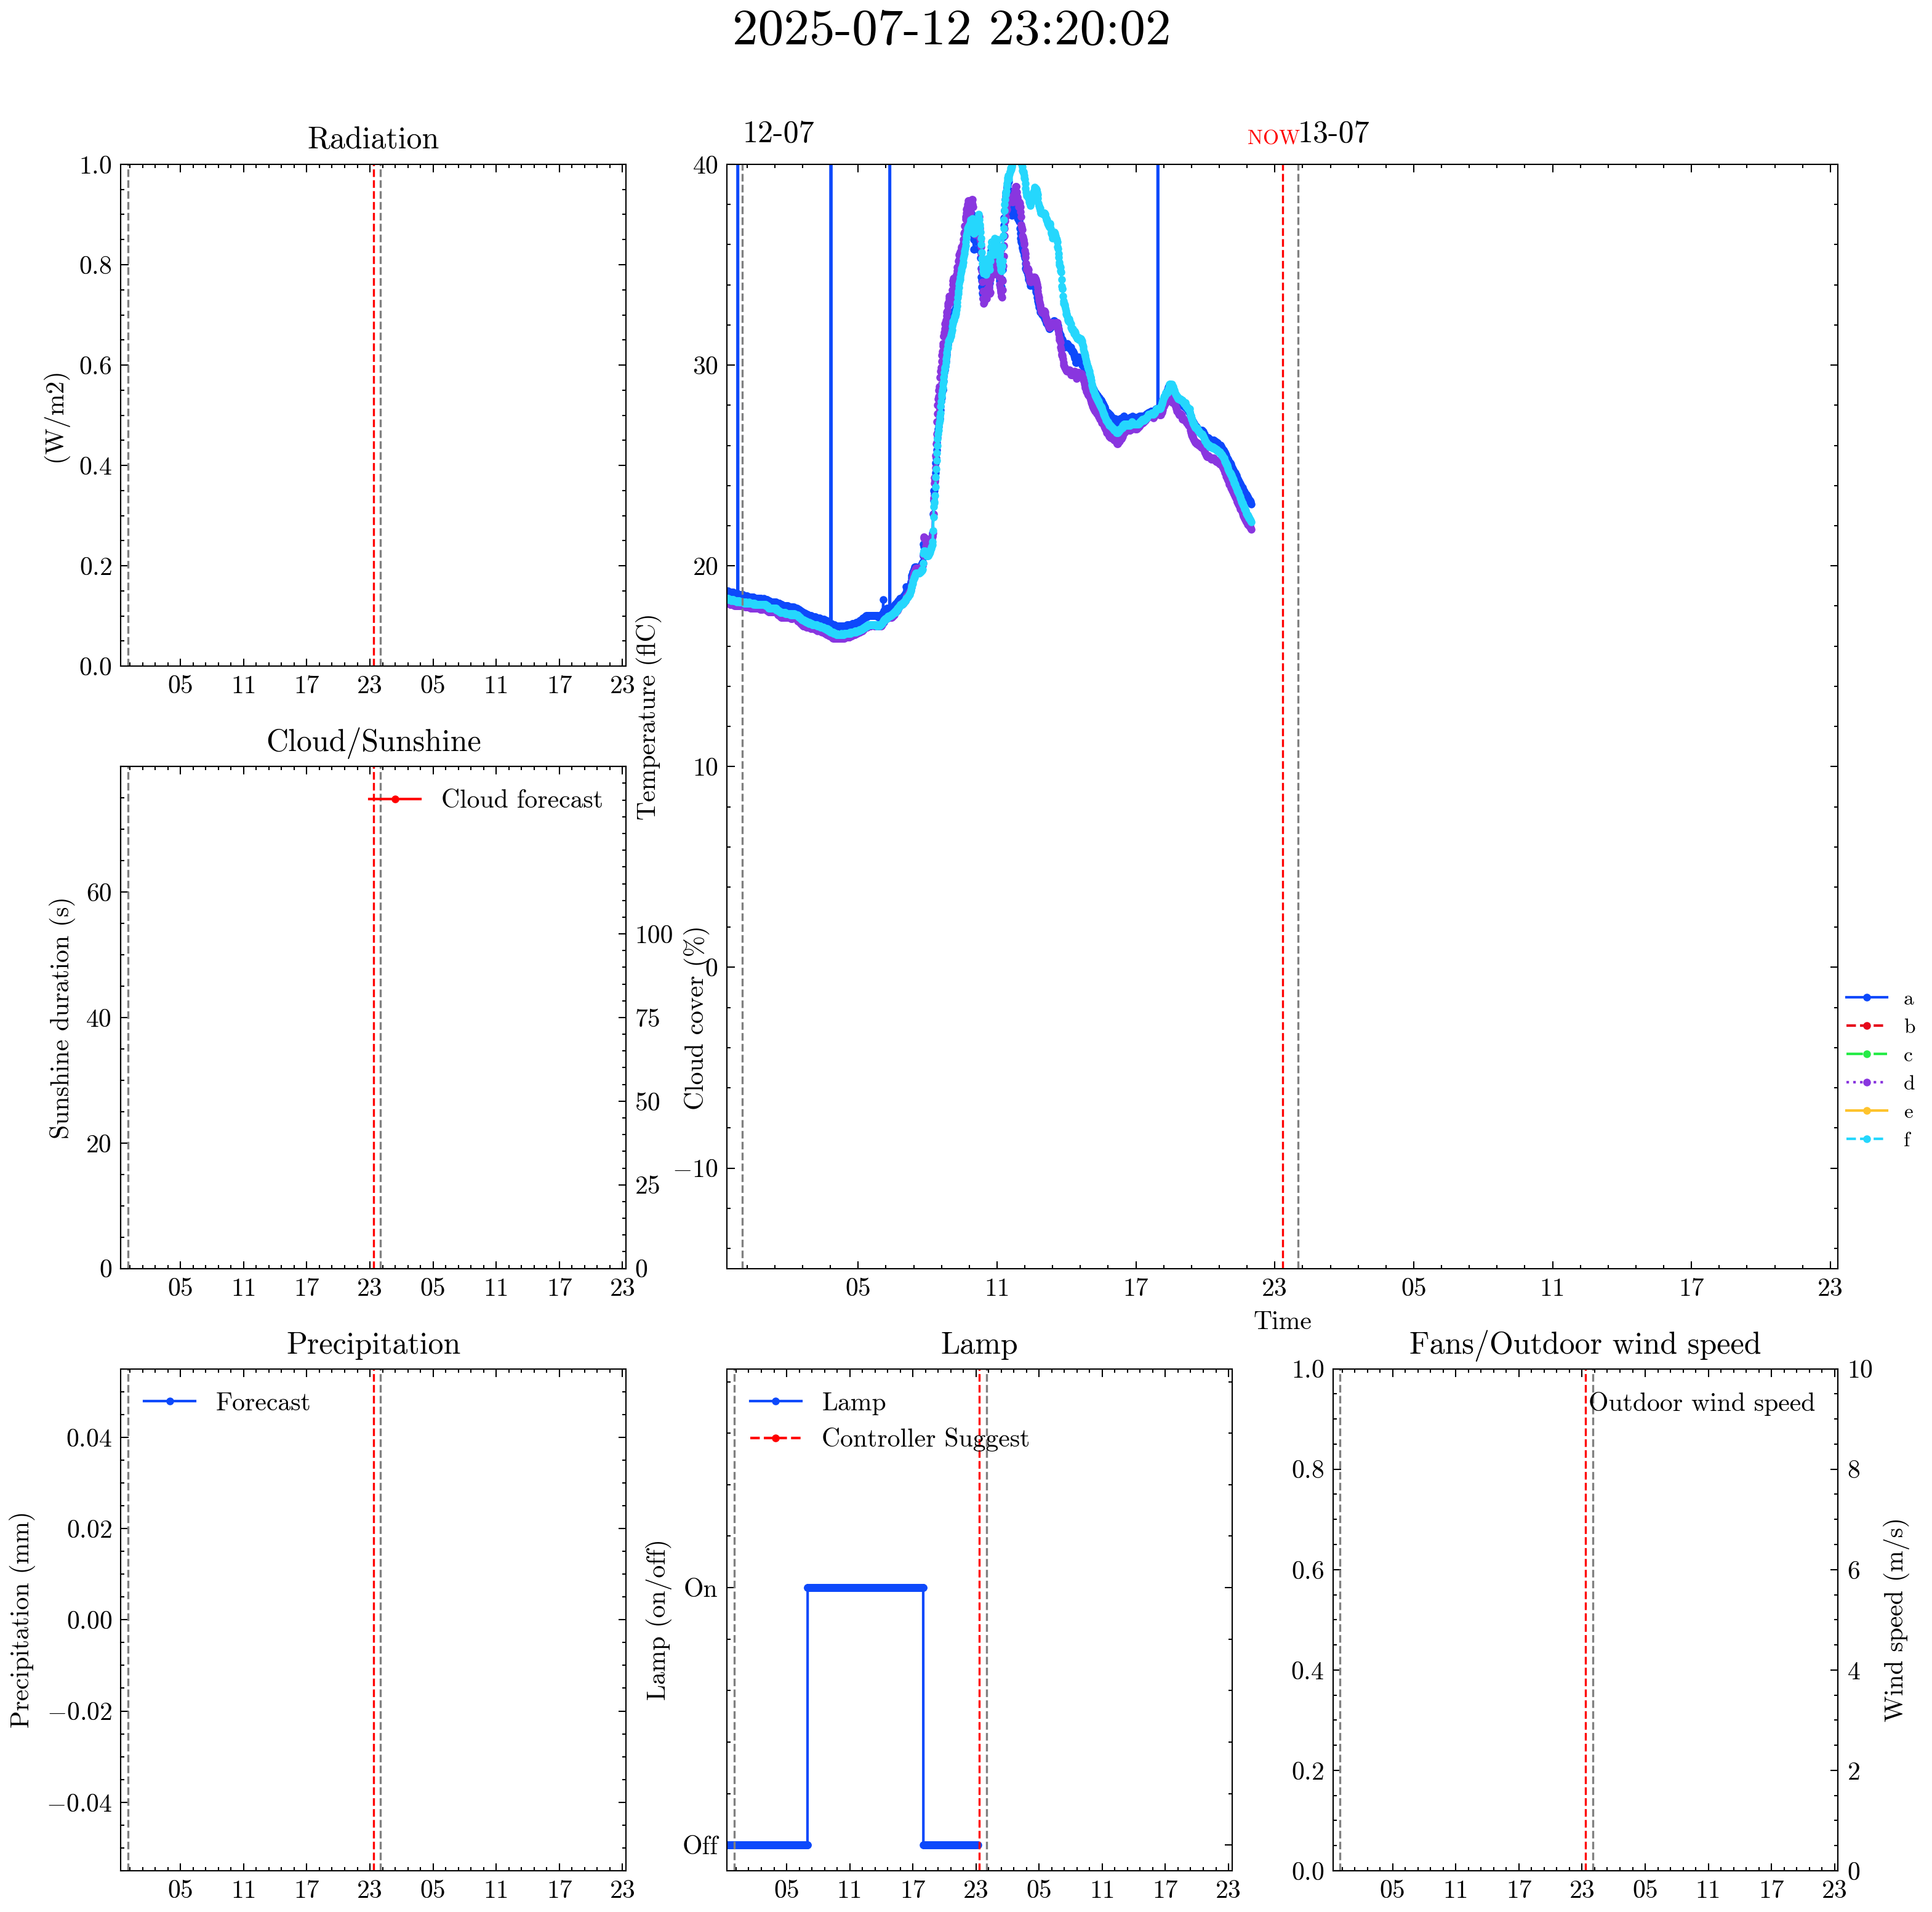 2025-07-12 23:20:02
Radiation
(W/m2)
1.0
0.8
0.6
0.4
0.2
0.0
05 11 17 23 05 11 17 23
12-07
NOW
13-07
Temperature (flC)
40
30
20
10
0
−10
05 11 17 23 05 11 17 23
Time
a
b
c
d
e
f
Cloud/Sunshine
Cloud forecast
Sunshine duration (s)
60
40
20
0
Cloud cover (%)
100
75
50
25
0
05 11 17 23 05 11 17 23
Precipitation
Forecast
Precipitation (mm)
0.04
0.02
0.00
−0.02
−0.04
05 11 17 23 05 11 17 23
Lamp
Lamp
Controller Suggest
Lamp (on/off)
On
Off
05 11 17 23 05 11 17 23
Fans/Outdoor wind speed
Outdoor wind speed
1.0
0.8
0.6
0.4
0.2
0.0
Wind speed (m/s)
10
8
6
4
2
0
05 11 17 23 05 11 17 23